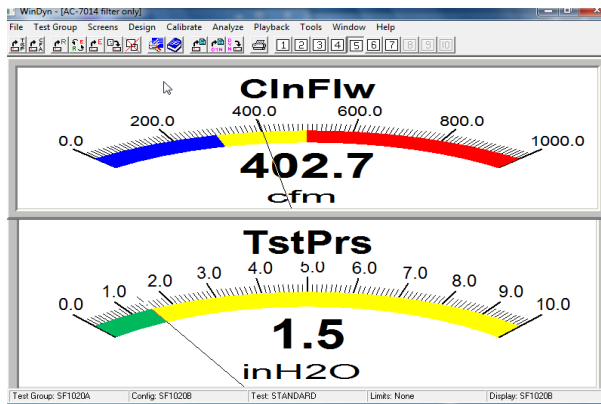 WinDyn - [AC-7014 filter only]
File Test Group Screens Design Calibrate Analyze Playback Tools Window Help
1 2 3 4 5 6 7 8 9 10
ClnFlw
0.0 200.0 400.0 600.0 800.0 1000.0
402.7
cfm
TstPrs
0.0 1.0 2.0 3.0 4.0 5.0 6.0 7.0 8.0 9.0 10.0
1.5
inH2O
Test Group: SF1020A Config: SF1020B Test: STANDARD Limits: None Display: SF1020B